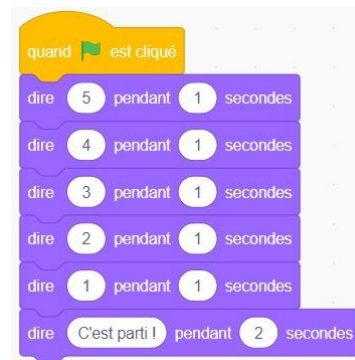 quand est cliqué
dire 5 pendant 1 secondes
dire 4 pendant 1 secondes
dire 3 pendant 1 secondes
dire 2 pendant 1 secondes
dire 1 pendant 1 secondes
dire C'est parti ! pendant 2 secondes